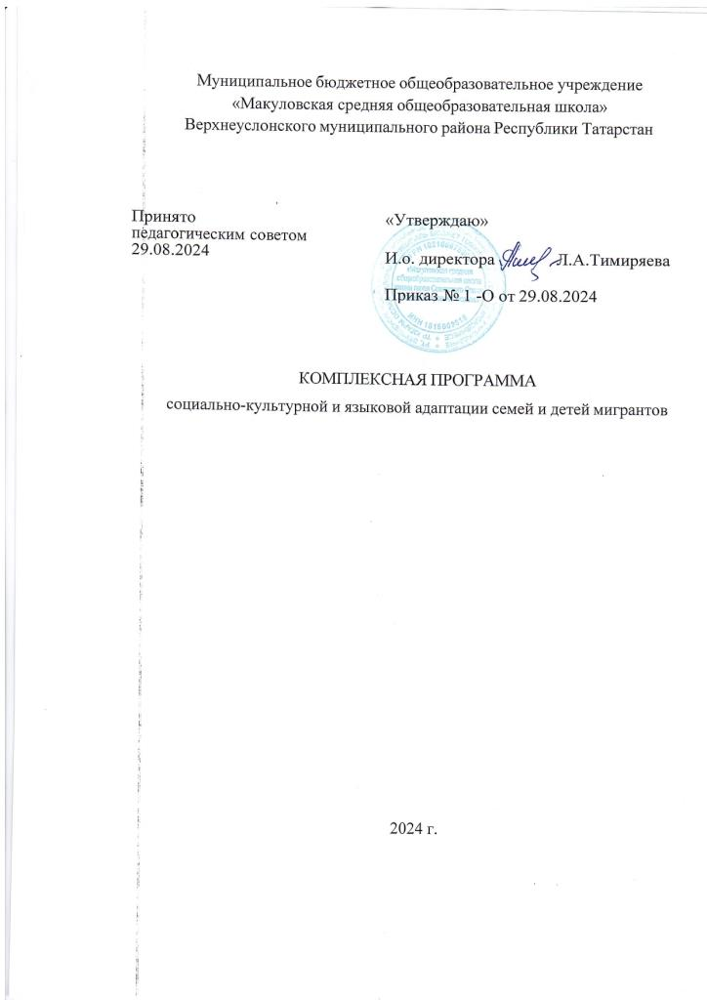 Муниципальное бюджетное общеобразовательное учреждение
«Макуловская средняя общеобразовательная школа»
Верхнеуслонского муниципального района Республики Татарстан
Принято
педагогическим советом
29.08.2024
«Утверждаю»
И.о. директора Л.А.Тимиряева
Приказ № 1 -О от 29.08.2024
КОМПЛЕКСНАЯ ПРОГРАММА
социально-культурной и языковой адаптации семей и детей мигрантов
2024 г.